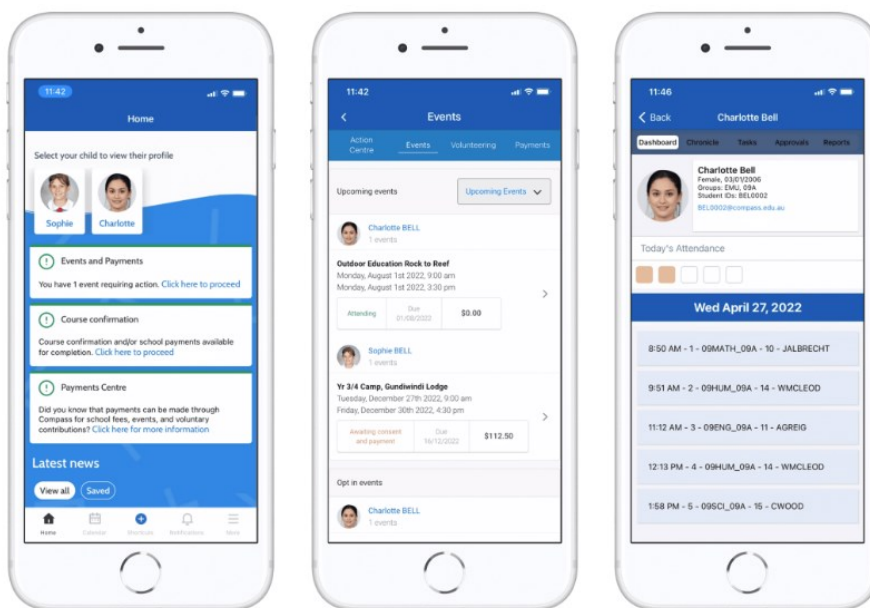 11:42
Home
Select your child to view their profile
Sophie
Charlotte
Events and Payments
You have 1 event requiring action. Click here to proceed
Course confirmation
Course confirmation and/or school payments available
for completion. Click here to proceed
Payments Centre
Did you know that payments can be made through
Compass for school fees, events, and voluntary
contributions? Click here for more information
Latest news
View all
Saved
Home
Calendar
Shortcuts
Notifications
More
11:42
Events
Action
Centre
Events
Volunteering
Payments
Upcoming events
Upcoming Events
Charlotte BELL
1 events
Outdoor Education Rock to Reef
Monday, August 1st 2022, 9:00 am
Monday, August 1st 2022, 3:30 pm
Attending
Due
01/08/2022
$0.00
Sophie BELL
1 events
Yr 3/4 Camp, Gundiwindi Lodge
Tuesday, December 27th 2022, 9:00 am
Friday, December 30th 2022, 4:30 pm
Awaiting consent
and payment
Due
16/12/2022
$112.50
Opt in events
Charlotte BELL
1 events
11:46
Back
Charlotte Bell
Dashboard
Chronicle
Tasks
Approvals
Reports
Charlotte Bell
Female, 03/01/2006
Groups: EMU, 09A
Student IDs: BEL0002
BEL0002@compass.edu.au
Today's Attendance
Wed April 27, 2022
8:50 AM - 1 - 09MATH_09A - 10 - JALBRECHT
9:51 AM - 2 - 09HUM_09A - 14 - WMCLEOD
11:12 AM - 3 - 09ENG_09A - 11 - AGREIG
12:13 PM - 4 - 09HUM_09A - 14 - WMCLEOD
1:58 PM - 5 - 09SCI_09A - 15 - CWOOD